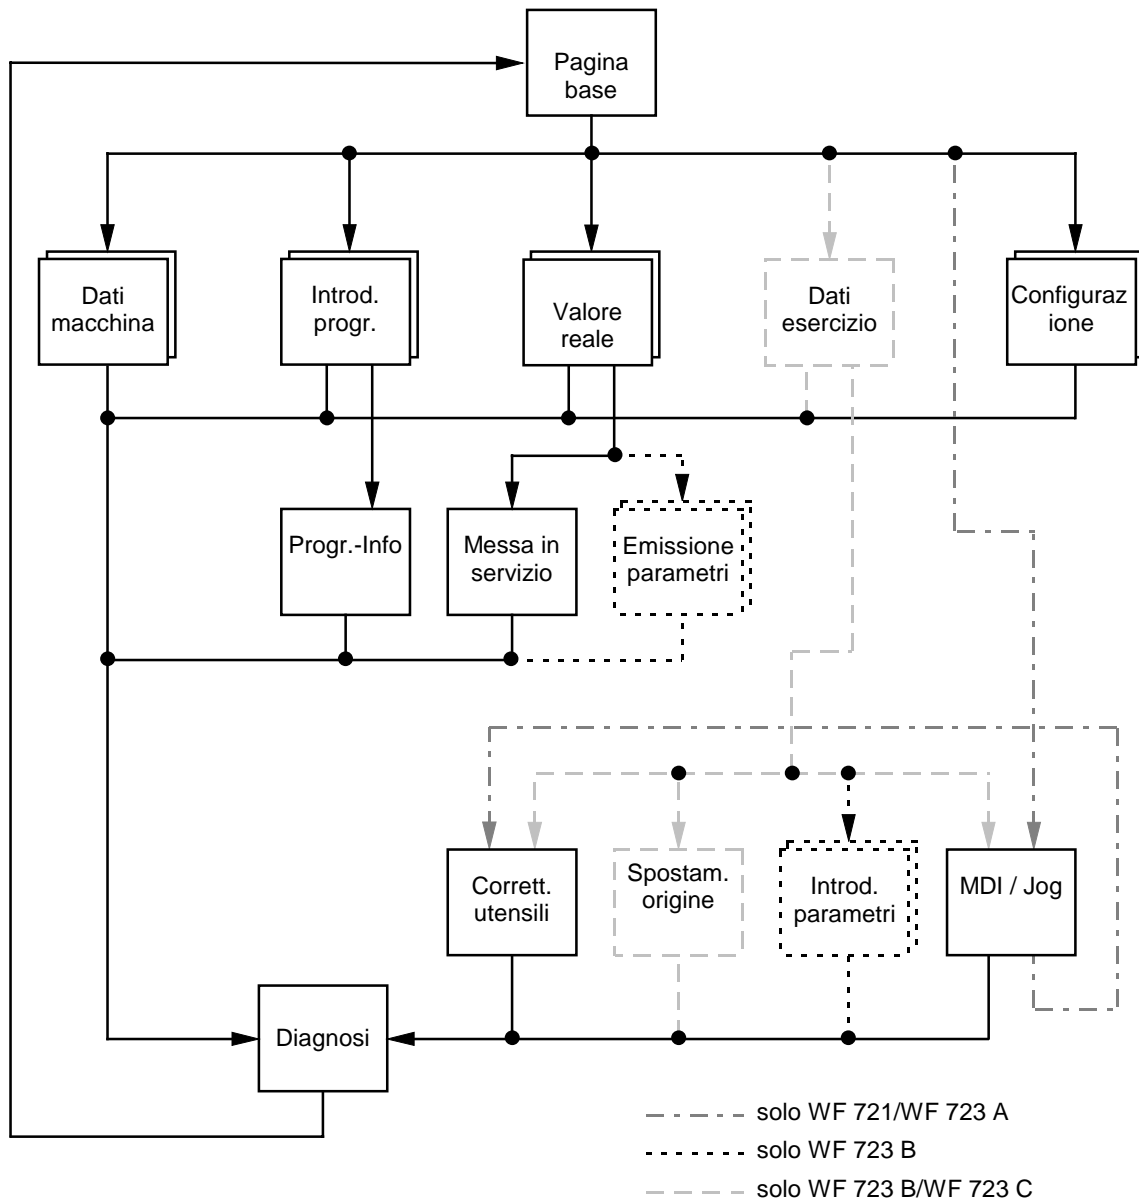 Pagina
base
Dati
macchina
Introd.
progr.
Valore
reale
Dati
esercizio
Configuraz
ione
Progr.-Info
Messa in
servizio
Emissione
parametri
Corrett.
utensili
Spostam.
origine
Introd.
parametri
MDI / Jog
Diagnosi
solo WF 721/WF 723 A
solo WF 723 B
solo WF 723 B/WF 723 C